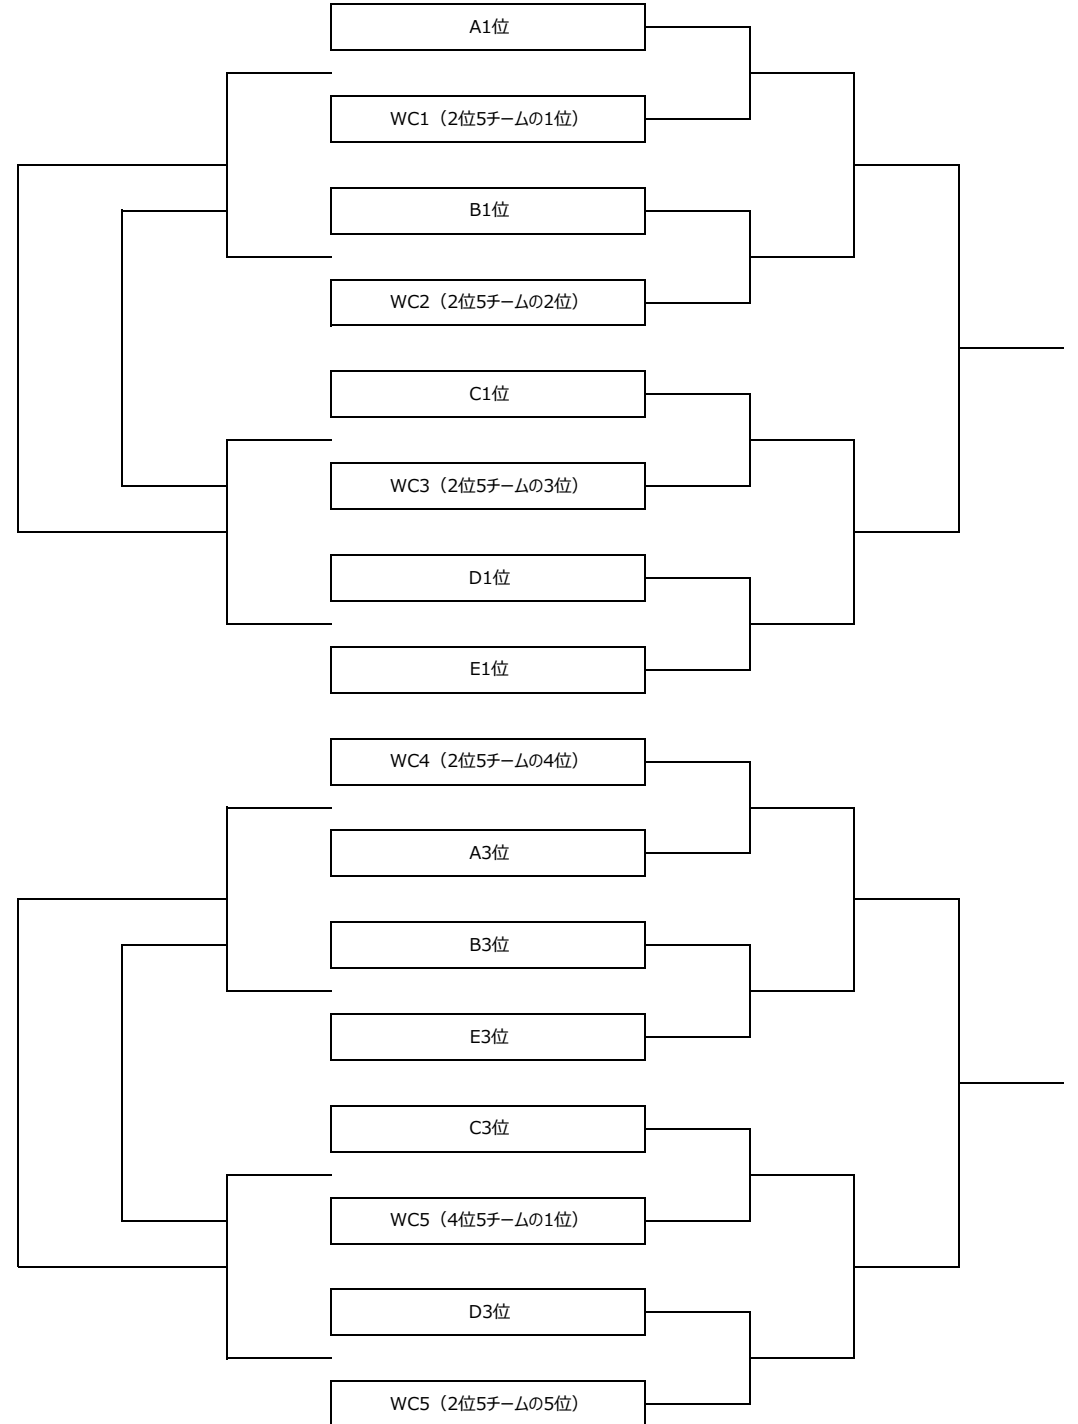 A1位
WC1（2位5チームの1位）
B1位
WC2（2位5チームの2位）
C1位
WC3（2位5チームの3位）
D1位
E1位
WC4（2位5チームの4位）
A3位
B3位
E3位
C3位
WC5（4位5チームの1位）
D3位
WC5（2位5チームの5位）